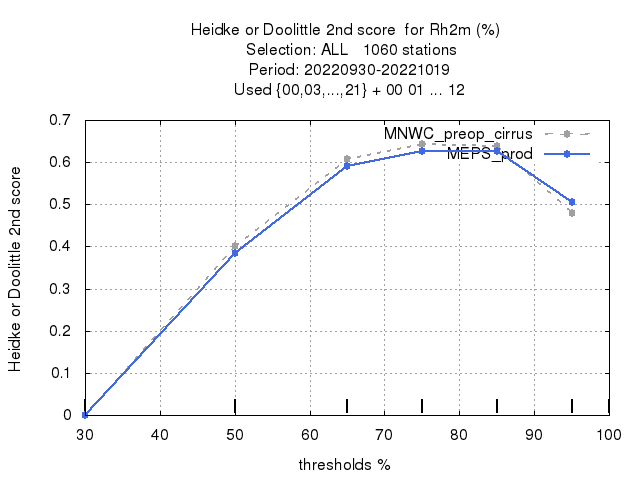 Heidke or Doolittle 2nd score  for Rh2m (%)
Selection: ALL   1060 stations
Period: 20220930-20221019
Used {00,03,...,21} + 00 01 ... 12
MNWC_preop_cirrus
MEPS_prod
0.7
0.6
0.5
0.4
0.3
0.2
0.1
0
Heidke or Doolittle 2nd score
30 40 50 60 70 80 90 100
thresholds %